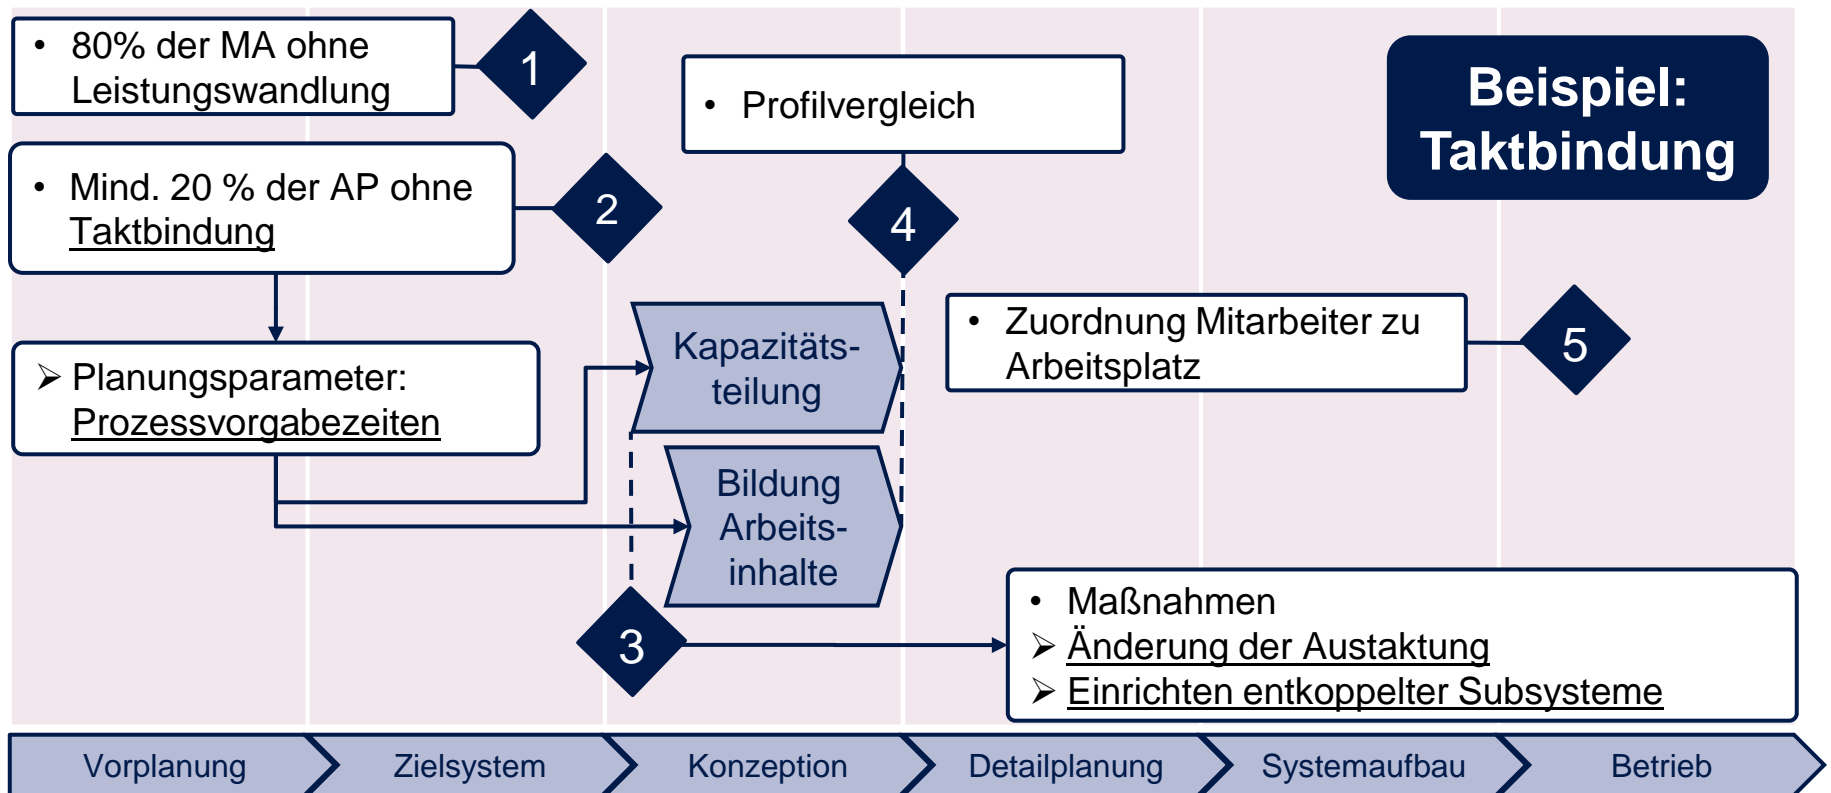 • 80% der MA ohne
Leistungswandlung
1
• Mind. 20 % der AP ohne
Taktbindung
2
➢ Planungsparameter:
Prozessvorgabezeiten
• Profilvergleich
4
Beispiel:
Taktbindung
Kapazitäts-
teilung
Bildung
Arbeits-
inhalte
3
• Zuordnung Mitarbeiter zu
Arbeitsplatz
5
• Maßnahmen
➢ Änderung der Austaktung
➢ Einrichten entkoppelter Subsysteme
Vorplanung
Zielsystem
Konzeption
Detailplanung
Systemaufbau
Betrieb